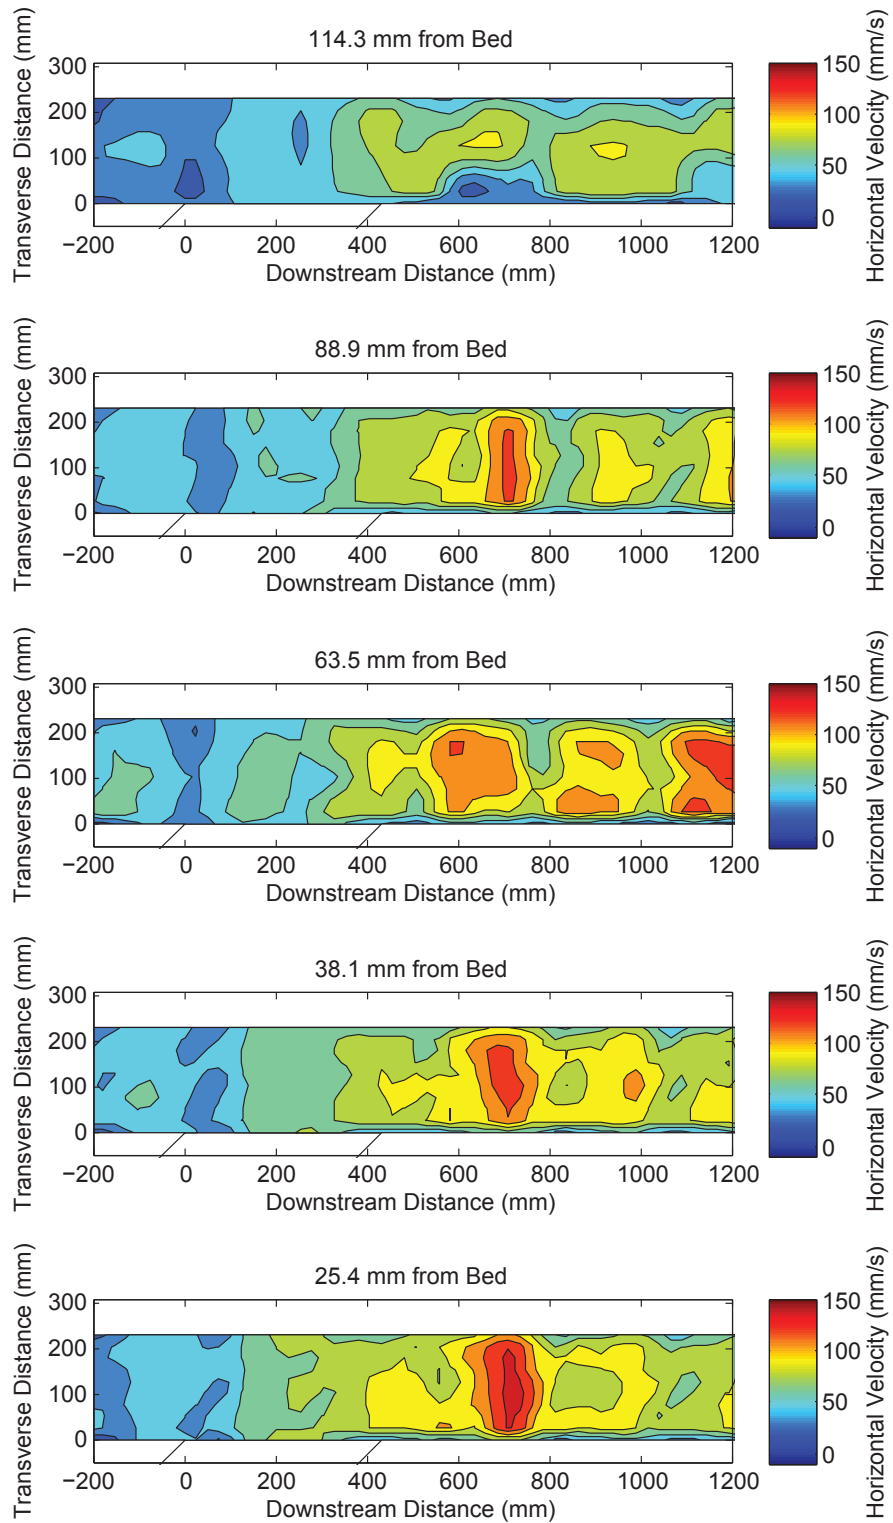 114.3 mm from Bed
Transverse Distance (mm)
300
200
100
0
−200 0 200 400 600 800 1000 1200
Downstream Distance (mm)
150
100
50
0
Horizontal Velocity (mm/s)
88.9 mm from Bed
Transverse Distance (mm)
300
200
100
0
−200 0 200 400 600 800 1000 1200
Downstream Distance (mm)
150
100
50
0
Horizontal Velocity (mm/s)
63.5 mm from Bed
Transverse Distance (mm)
300
200
100
0
−200 0 200 400 600 800 1000 1200
Downstream Distance (mm)
150
100
50
0
Horizontal Velocity (mm/s)
38.1 mm from Bed
Transverse Distance (mm)
300
200
100
0
−200 0 200 400 600 800 1000 1200
Downstream Distance (mm)
150
100
50
0
Horizontal Velocity (mm/s)
25.4 mm from Bed
Transverse Distance (mm)
300
200
100
0
−200 0 200 400 600 800 1000 1200
Downstream Distance (mm)
150
100
50
0
Horizontal Velocity (mm/s)